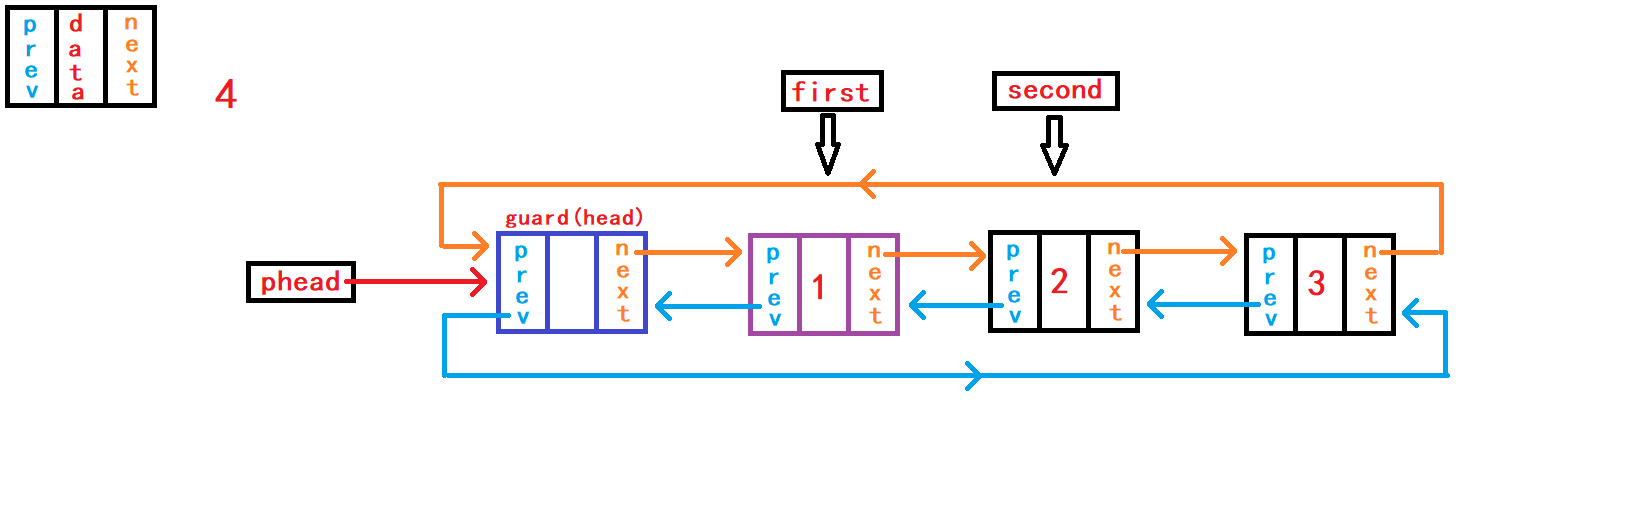 prev data next
4
first
second
guard(head)
phead
prev next
prev 1 next
prev 2 next
prev 3 next